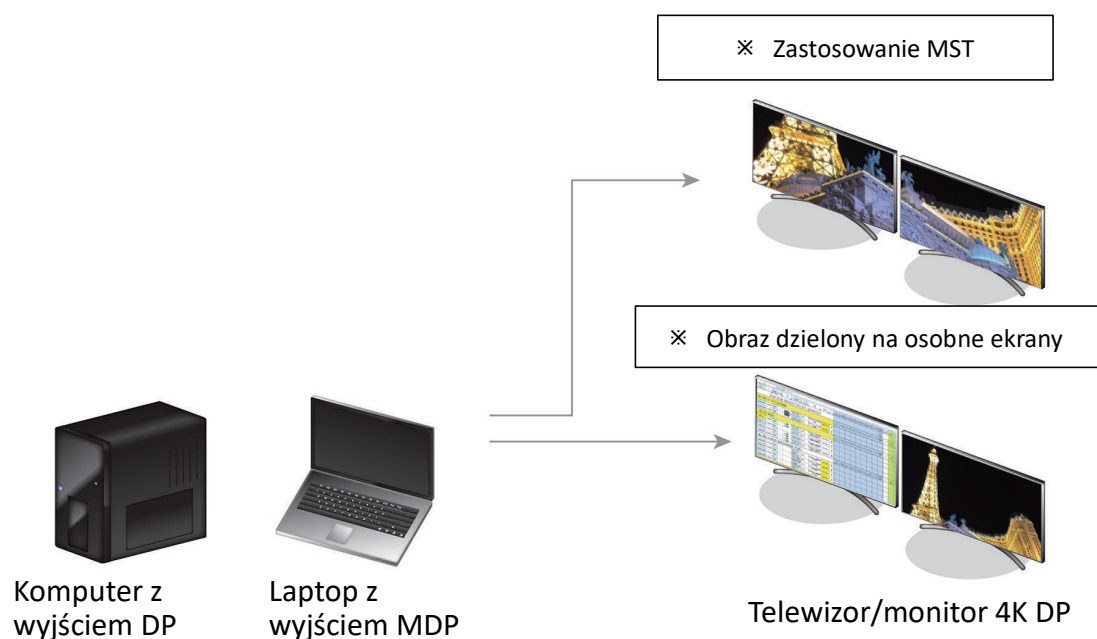 ※ Zastosowanie MST
※ Obraz dzielony na osobne ekrany
Komputer z
wyjściem DP
Laptop z
wyjściem MDP
Telewizor/monitor 4K DP